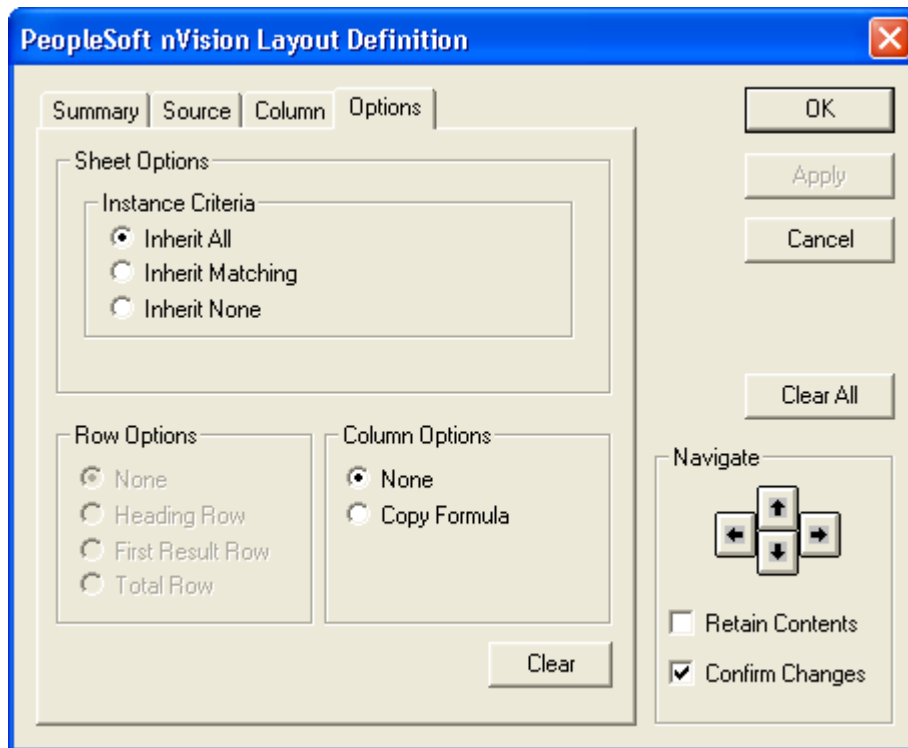 PeopleSoft nVision Layout Definition
Summary
Source
Column
Options
Sheet Options
Instance Criteria
Inherit All
Inherit Matching
Inherit None
Row Options
None
Heading Row
First Result Row
Total Row
Column Options
None
Copy Formula
Clear
OK
Apply
Cancel
Clear All
Navigate
Retain Contents
Confirm Changes